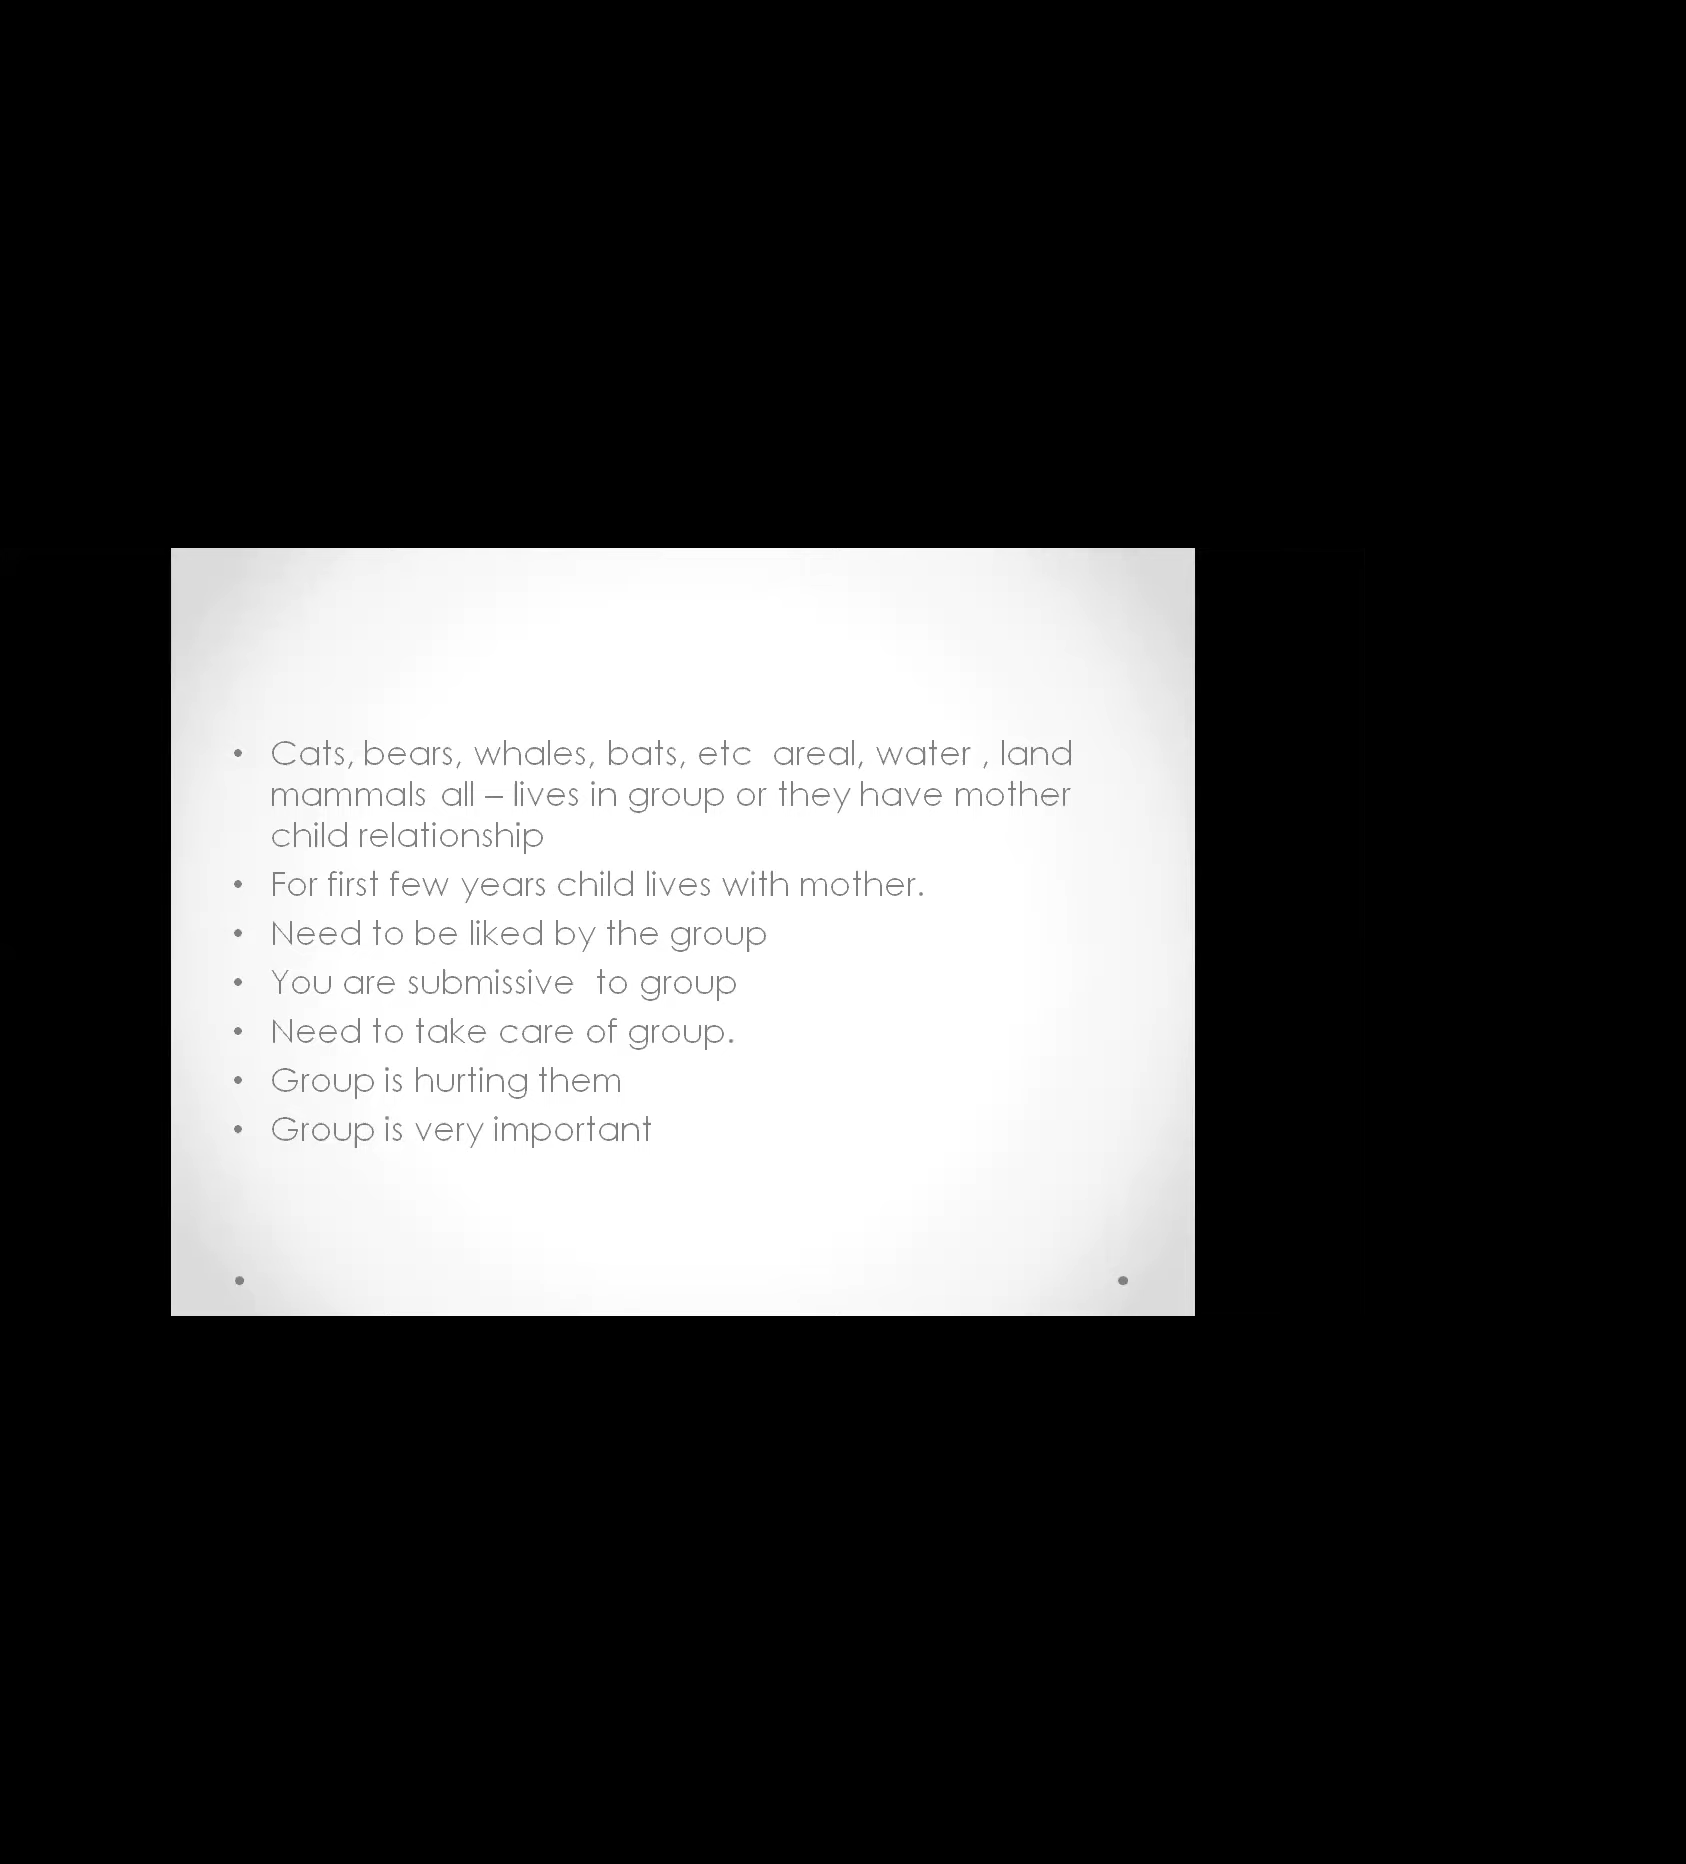 • Cats, bears, whales, bats, etc  areal, water , land
mammals all – lives in group or they have mother
child relationship
• For first few years child lives with mother.
• Need to be liked by the group
• You are submissive  to group
• Need to take care of group.
• Group is hurting them
• Group is very important